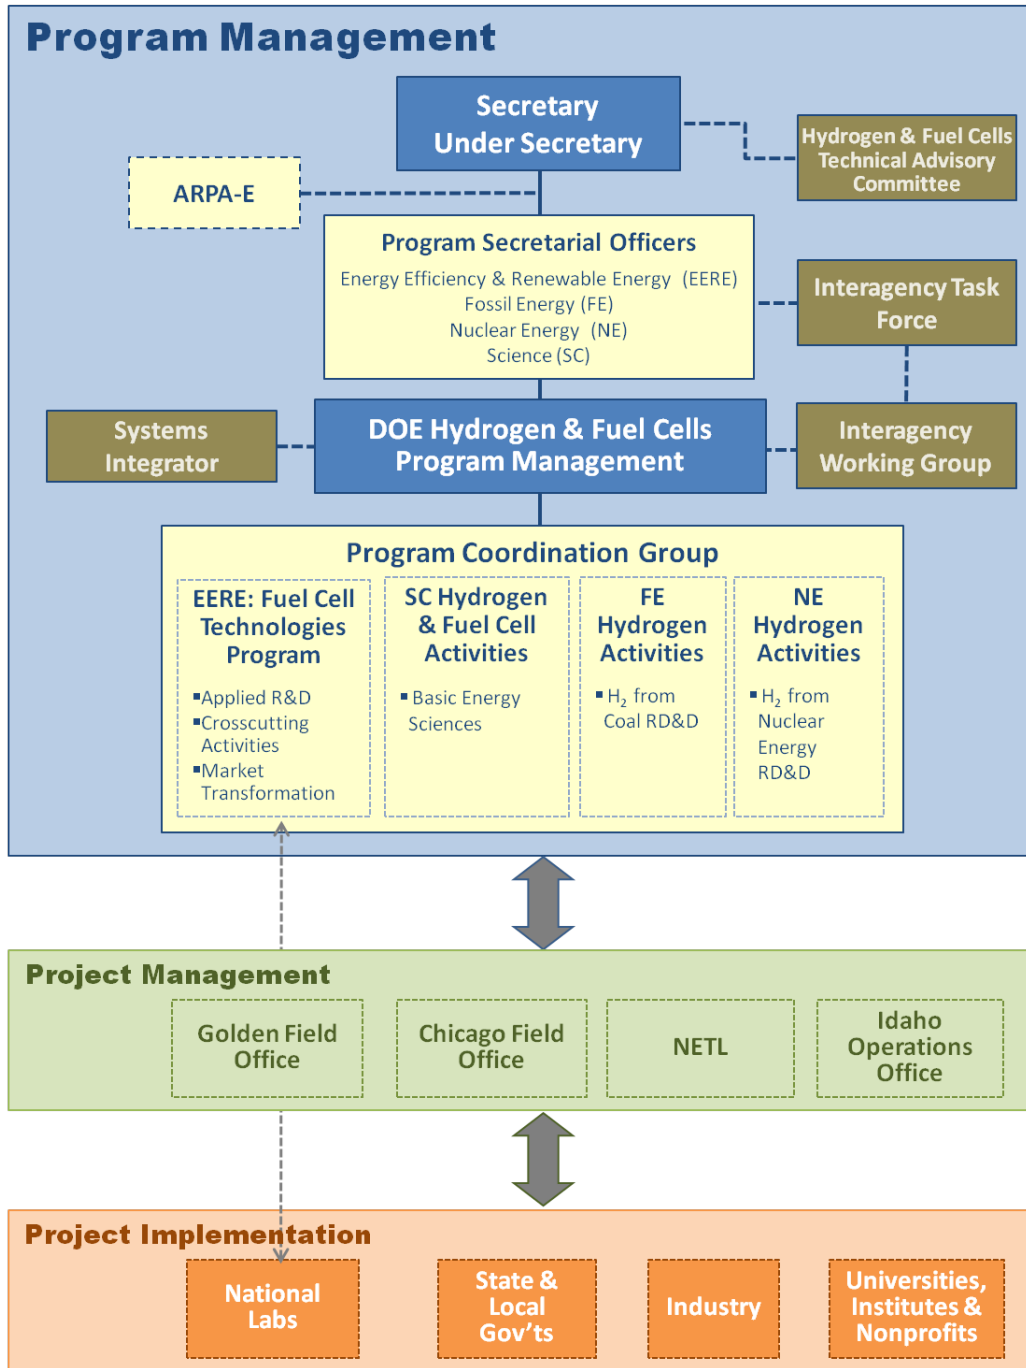 Program Management
Secretary
Under Secretary
Hydrogen & Fuel Cells
Technical Advisory
Committee
ARPA-E
Program Secretarial Officers
Energy Efficiency & Renewable Energy (EERE)
Fossil Energy (FE)
Nuclear Energy (NE)
Science (SC)
Interagency Task
Force
Systems
Integrator
DOE Hydrogen & Fuel Cells
Program Management
Interagency
Working Group
Program Coordination Group
EERE: Fuel Cell
Technologies
Program
▪Applied R&D
▪Crosscutting
Activities
▪Market
Transformation
SC Hydrogen
& Fuel Cell
Activities
▪ Basic Energy
Sciences
FE
Hydrogen
Activities
▪ H₂ from
Coal RD&D
NE
Hydrogen
Activities
▪ H₂ from
Nuclear
Energy
RD&D
Project Management
Golden Field
Office
Chicago Field
Office
NETL
Idaho
Operations
Office
Project Implementation
National
Labs
State &
Local
Gov'ts
Industry
Universities,
Institutes &
Nonprofits